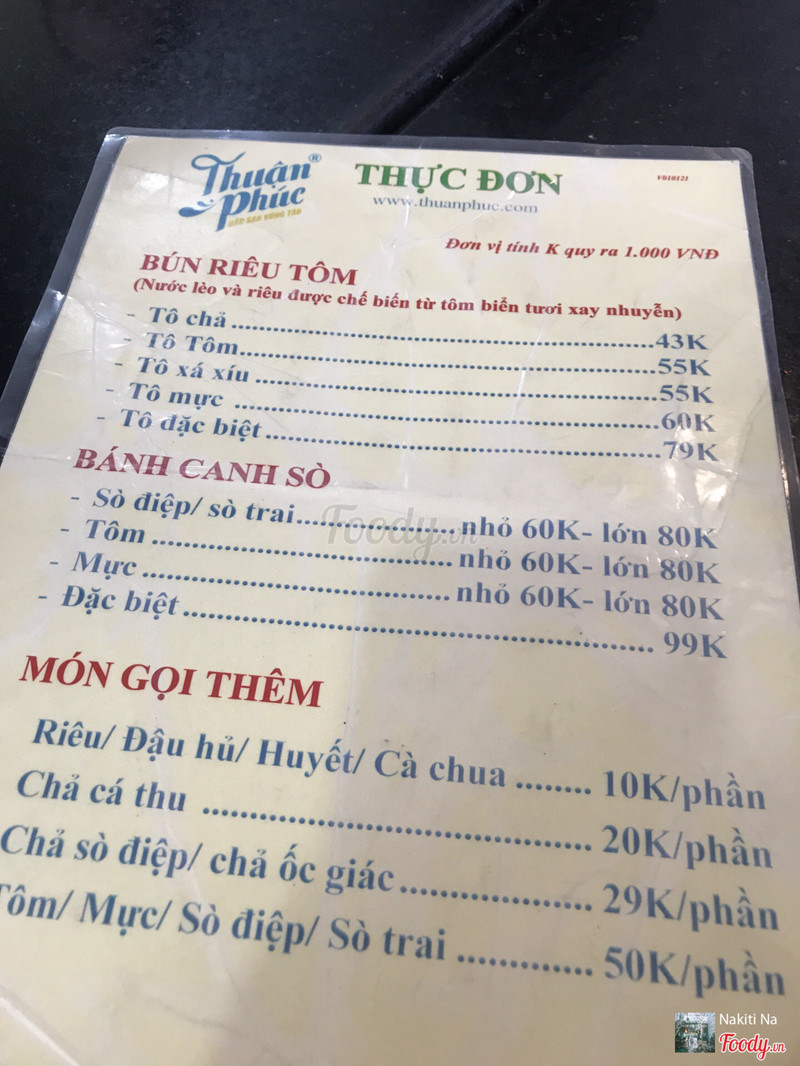 Thuận Phúc ®
ĐẶC SẢN VŨNG TÀU
THỰC ĐƠN
V010121
www.thuanphuc.com
Đơn vị tính K quy ra 1.000 VNĐ
BÚN RIÊU TÔM
(Nước lèo và riêu được chế biến từ tôm biển tươi xay nhuyễn)
- Tô chả ........ 43K
- Tô Tôm ........ 55K
- Tô xá xíu ........ 55K
- Tô mực ........ 60K
- Tô đặc biệt ........ 79K
BÁNH CANH SÒ
- Sò điệp/ sò trai ........ nhỏ 60K- lớn 80K
- Tôm ........ nhỏ 60K- lớn 80K
- Mực ........ nhỏ 60K- lớn 80K
- Đặc biệt ........ 99K
MÓN GỌI THÊM
Riêu/ Đậu hủ/ Huyết/ Cà chua ........ 10K/phần
Chả cá thu ........ 20K/phần
Chả sò điệp/ chả ốc giác ........ 29K/phần
Tôm/ Mực/ Sò điệp/ Sò trai ........ 50K/phần
Foody.vn
Nakiti Na
Foody.vn